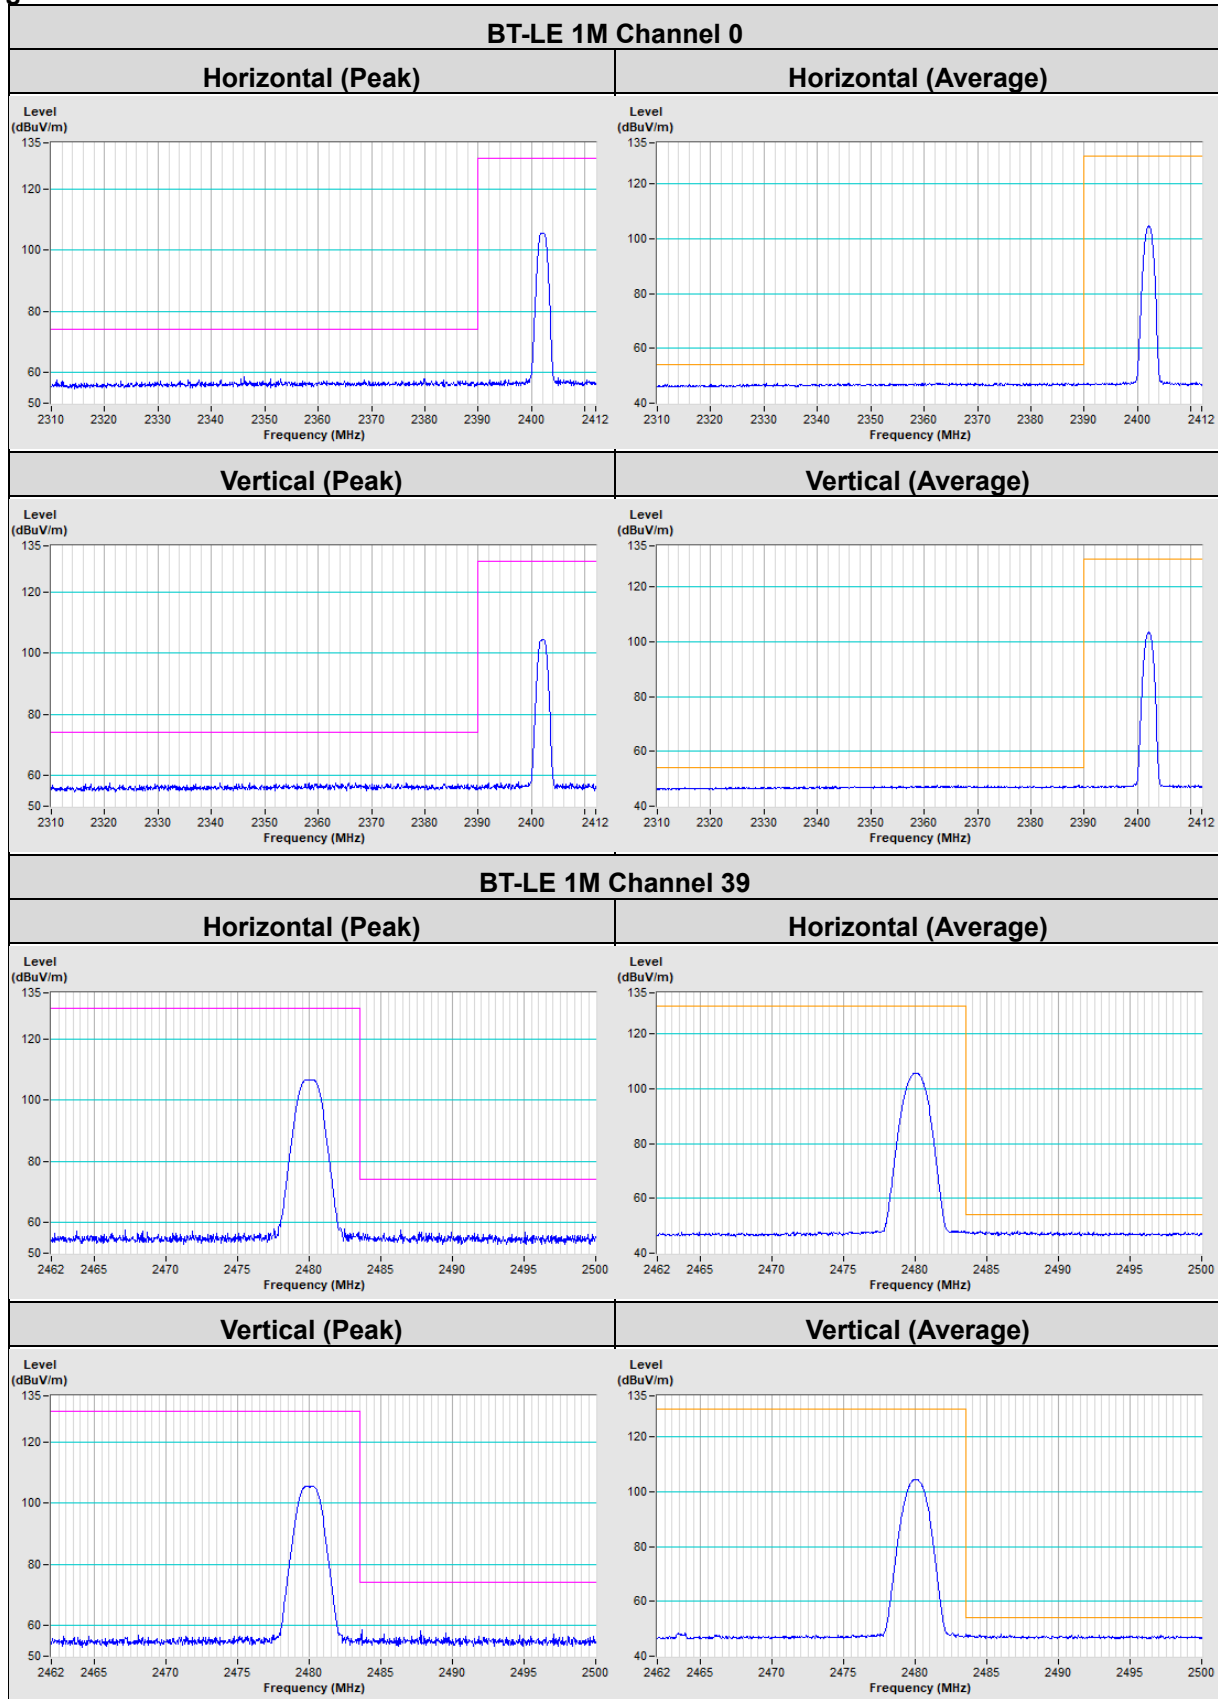 BT-LE 1M Channel 0
Horizontal (Peak) Horizontal (Average)
Level
(dBuV/m)
135
120
100
80
60
50
2310 2320 2330 2340 2350 2360 2370 2380 2390 2400 2412
Frequency (MHz)
Level
(dBuV/m)
135
120
100
80
60
40
2310 2320 2330 2340 2350 2360 2370 2380 2390 2400 2412
Frequency (MHz)
Vertical (Peak) Vertical (Average)
Level
(dBuV/m)
135
120
100
80
60
50
2310 2320 2330 2340 2350 2360 2370 2380 2390 2400 2412
Frequency (MHz)
Level
(dBuV/m)
135
120
100
80
60
40
2310 2320 2330 2340 2350 2360 2370 2380 2390 2400 2412
Frequency (MHz)
BT-LE 1M Channel 39
Horizontal (Peak) Horizontal (Average)
Level
(dBuV/m)
135
120
100
80
60
50
2462 2465 2470 2475 2480 2485 2490 2495 2500
Frequency (MHz)
Level
(dBuV/m)
135
120
100
80
60
40
2462 2465 2470 2475 2480 2485 2490 2495 2500
Frequency (MHz)
Vertical (Peak) Vertical (Average)
Level
(dBuV/m)
135
120
100
80
60
50
2462 2465 2470 2475 2480 2485 2490 2495 2500
Frequency (MHz)
Level
(dBuV/m)
135
120
100
80
60
40
2462 2465 2470 2475 2480 2485 2490 2495 2500
Frequency (MHz)